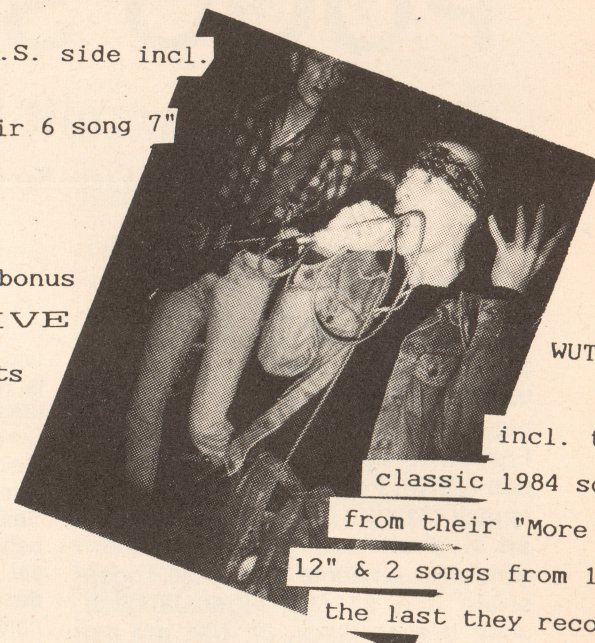 .S. side incl.
ir 6 song 7"
bonus
IVE
ts
WUT
incl. t
classic 1984 so
from their "More
12" & 2 songs from 1
the last they reco